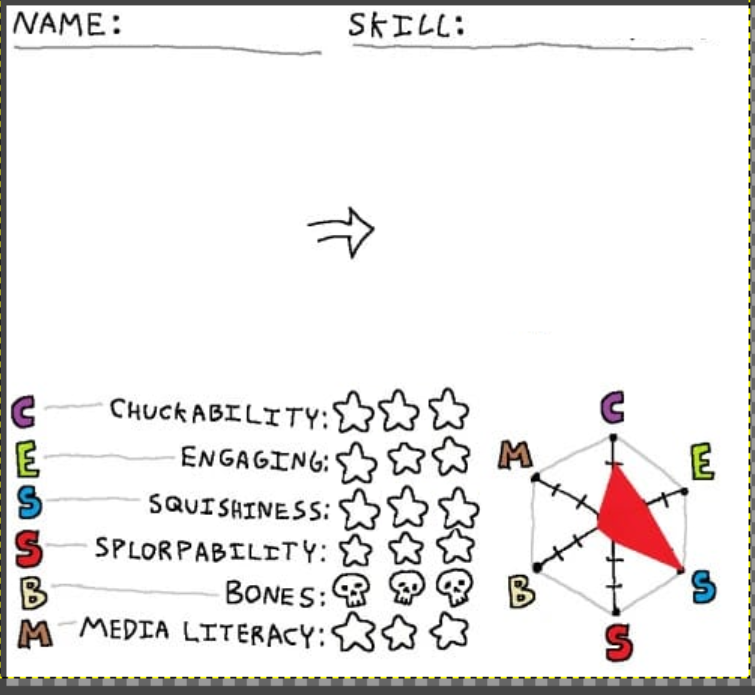 NAME: SKILL:
C CHUCKABILITY:
E ENGAGING:
S SQUISHINESS:
S SPLORPABILITY:
B BONES:
M MEDIA LITERACY:
C
M E
B S
S